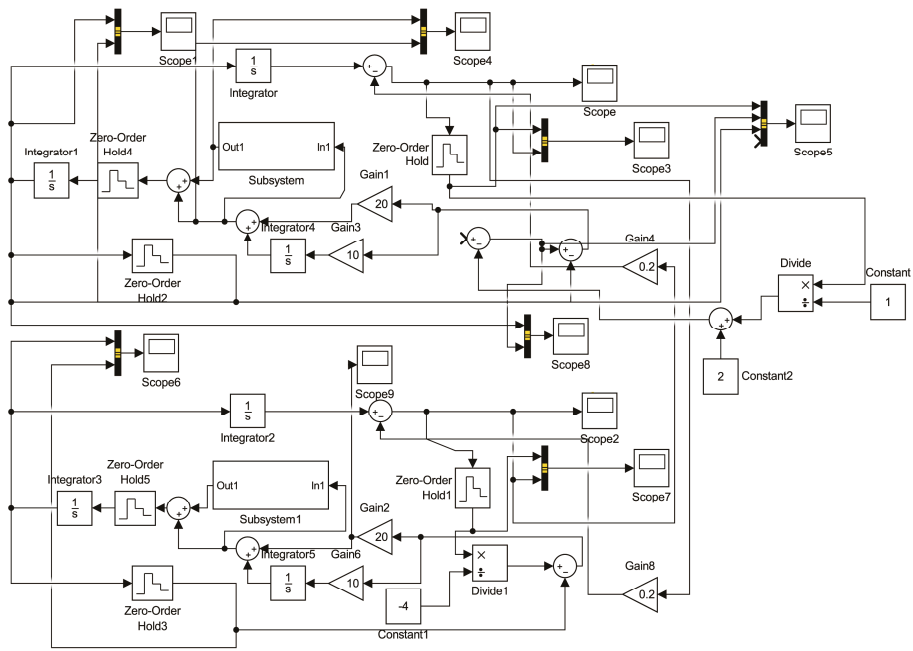 Scope1
Scope4
1
s
Integrator
+
−
Scope
Scope5
Integrator1
1
s
Zero-Order
Hold4
+
+
Out1
In1
Subsystem
Zero-Order
Hold
Scope3
Gain1
20
+
+
Integrator4
1
s
Gain3
10
+
−
+
−
Gain4
0.2
Zero-Order
Hold2
Divide
×
÷
Constant
1
+
+
2
Constant2
Scope8
Scope6
Scope9
1
s
Integrator2
+
−
Scope2
Integrator3
1
s
Zero-Order
Hold5
+
+
Out1
In1
Subsystem1
Zero-Order
Hold1
Scope7
Gain2
20
+
+
Integrator5
1
s
Gain6
10
×
÷
Divide1
+
−
Gain8
0.2
Zero-Order
Hold3
-4
Constant1